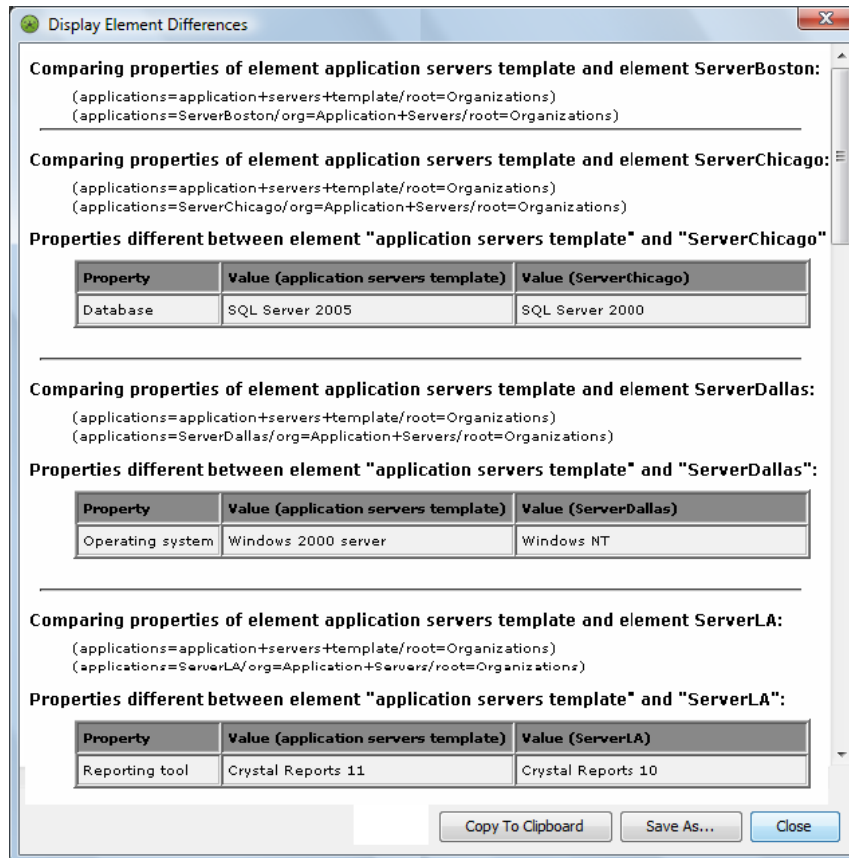 Display Element Differences
Comparing properties of element application servers template and element ServerBoston:
(applications=application+servers+template/root=Organizations)
(applications=ServerBoston/org=Application+Servers/root=Organizations)
Comparing properties of element application servers template and element ServerChicago:
(applications=application+servers+template/root=Organizations)
(applications=ServerChicago/org=Application+Servers/root=Organizations)
Properties different between element "application servers template" and "ServerChicago"
Property Value (application servers template) Value (ServerChicago)
Database SQL Server 2005 SQL Server 2000
Comparing properties of element application servers template and element ServerDallas:
(applications=application+servers+template/root=Organizations)
(applications=ServerDallas/org=Application+Servers/root=Organizations)
Properties different between element "application servers template" and "ServerDallas":
Property Value (application servers template) Value (ServerDallas)
Operating system Windows 2000 server Windows NT
Comparing properties of element application servers template and element ServerLA:
(applications=application+servers+template/root=Organizations)
(applications=ServerLA/org=Application+Servers/root=Organizations)
Properties different between element "application servers template" and "ServerLA":
Property Value (application servers template) Value (ServerLA)
Reporting tool Crystal Reports 11 Crystal Reports 10
Copy To Clipboard Save As... Close